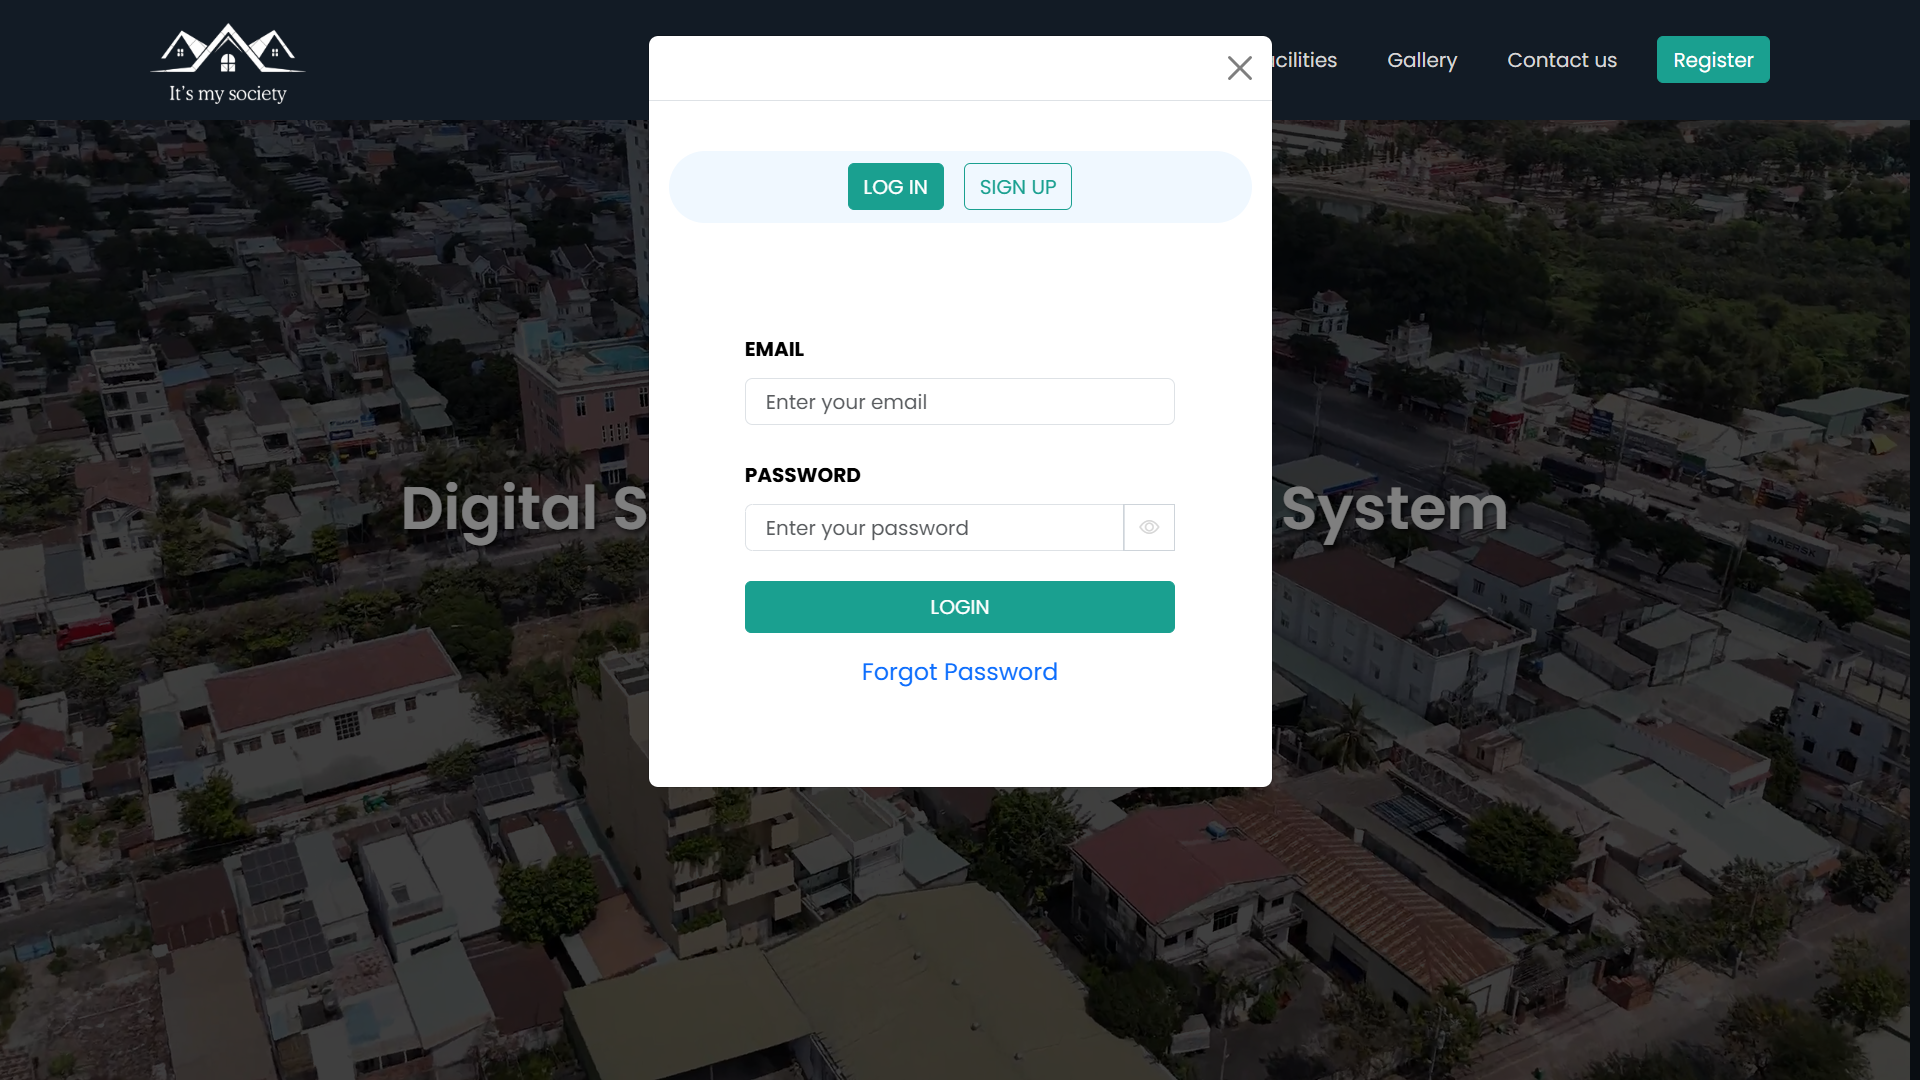 It's my society
cilities
Gallery
Contact us
Register
LOG IN
SIGN UP
EMAIL
Enter your email
PASSWORD
Digital S
System
Enter your password
LOGIN
Forgot Password
MAERSK